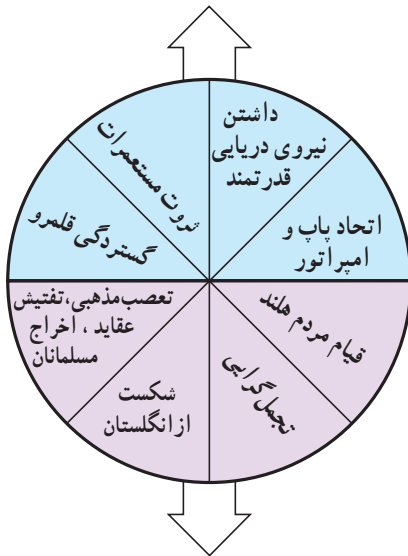 داشتن
نیروی دریایی
قدرتمند
اتحاد پاپ و
امپراتور
ثروت مستعمرات
گستردگی قلمرو
قیام مردم هلند
تجمل گرایی
شکست
از انگلستان
تعصب مذهبی، تفتیش
عقاید ، اخراج
مسلمانان